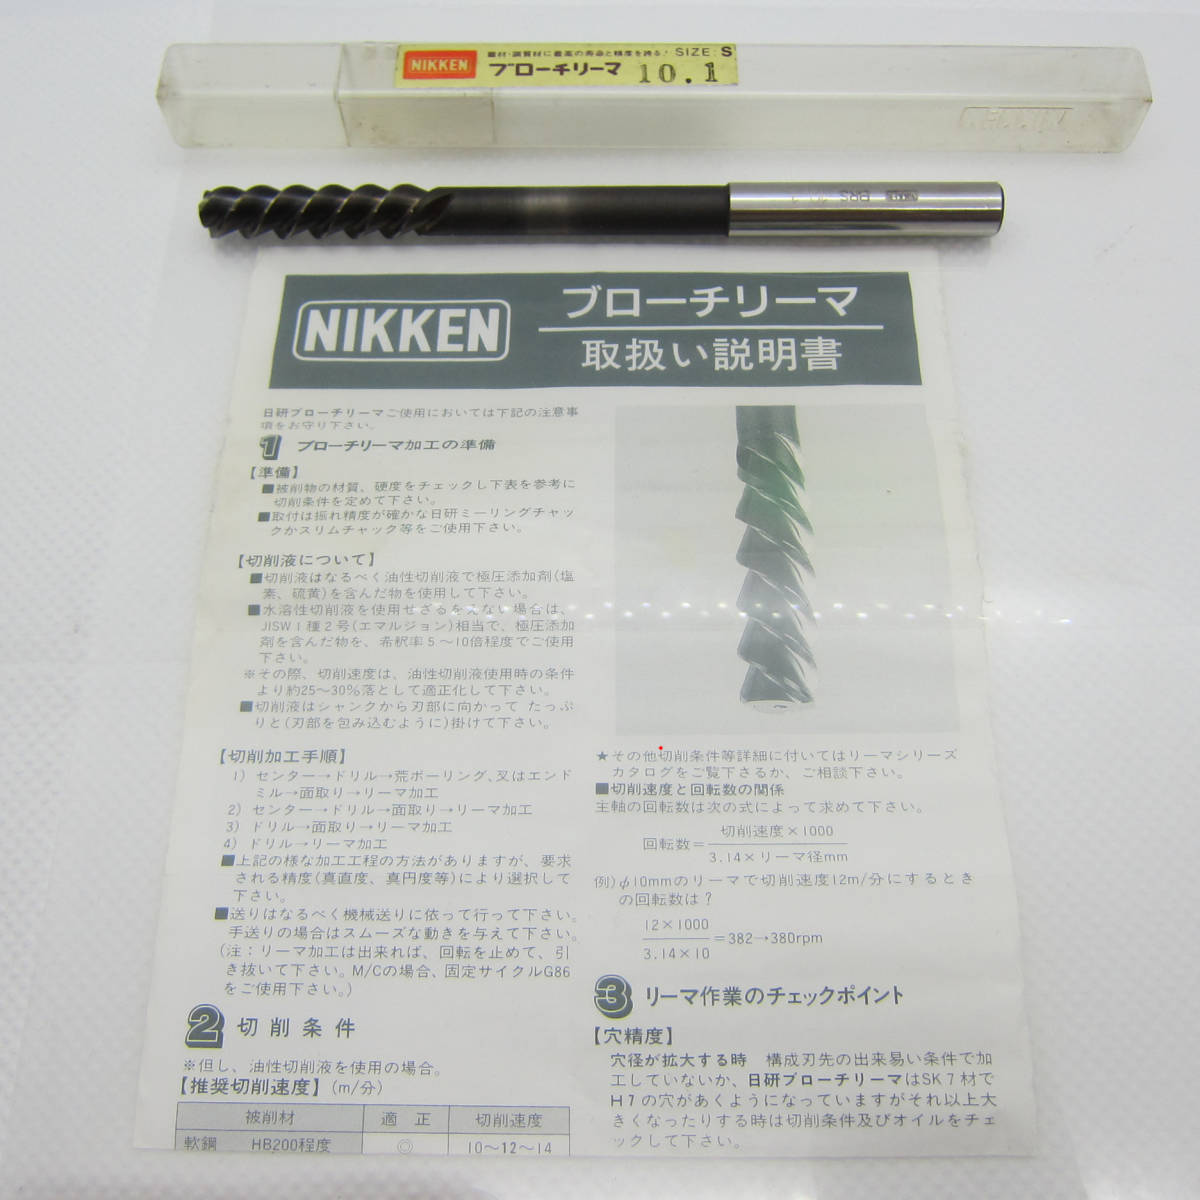 NIKKEN
難材・調質材に最高の寿命と精度を誇る! SIZE: S
ブローチリーマ 10.1
NIKKEN
NIKKEN BRS 10.1
NIKKEN
ブローチリーマ
取扱い説明書
日研ブローチリーマご使用においては下記の注意事
項をお守り下さい。
1 ブローチリーマ加工の準備
【準備】
■被削物の材質、硬度をチェックし下表を参考に
切削条件を定めて下さい。
■取付は振れ精度が確かな日研ミーリングチャッ
クかスリムチャック等をご使用下さい。
【切削液について】
■切削液はなるべく油性切削液で極圧添加剤(塩
素、硫黄)を含んだ物を使用して下さい。
■水溶性切削液を使用せざるをえない場合は、
JISW1種2号(エマルジョン)相当で、極圧添加
剤を含んだ物を、希釈率5〜10倍程度でご使用
下さい。
※その際、切削速度は、油性切削液使用時の条件
より約25〜30%落として適正化して下さい。
■切削液はシャンクから刃部に向かって たっぷ
りと(刃部を包み込むように)掛けて下さい。
【切削加工手順】
1) センター→ドリル→荒ボーリング、又はエンド
ミル→面取り→リーマ加工
2) センター→ドリル→面取り→リーマ加工
3) ドリル→面取り→リーマ加工
4) ドリル→リーマ加工
■上記の様な加工工程の方法がありますが、要求
される精度(真直度、真円度等)により選択して
下さい。
■送りはなるべく機械送りに依って行って下さい。
手送りの場合はスムーズな動きを与えて下さい。
(注:リーマ加工は出来れば、回転を止めて、引
き抜いて下さい。M/Cの場合、固定サイクルG86
をご使用下さい。)
2 切削条件
※但し、油性切削液を使用の場合。
【推奨切削速度】(m/分)
被削材 適 正 切削速度
軟鋼 HB200程度 ◎ 10〜12〜14
★その他切削条件等詳細に付いてはリーマシリーズ
カタログをご覧下さるか、ご相談下さい。
■切削速度と回転数の関係
主軸の回転数は次の式によって求めて下さい。
回転数=切削速度×1000
3.14×リーマ径mm
例)φ10mmのリーマで切削速度12m/分にするとき
の回転数は?
12×1000
3.14×10
=382→380rpm
3 リーマ作業のチェックポイント
【穴精度】
穴径が拡大する時 構成刃先の出来易い条件で加
工していないか、日研ブローチリーマはSK7材で
H7の穴があくようになっていますがそれ以上大
きくなったりする時は切削条件及びオイルをチェ
ックして下さい。